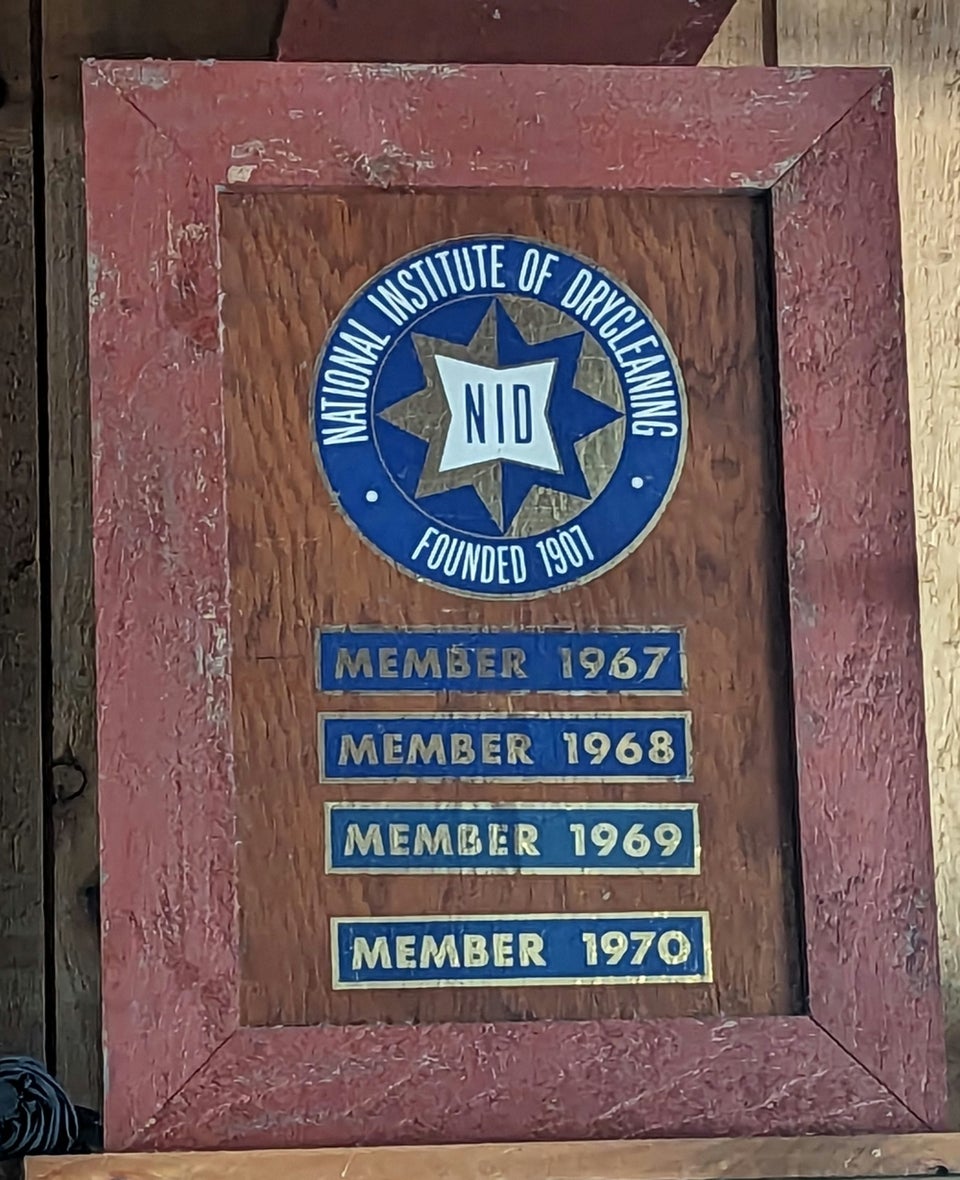 NATIONAL INSTITUTE OF DRYCLEANING
NID
FOUNDED 1907
MEMBER 1967
MEMBER 1968
MEMBER 1969
MEMBER 1970